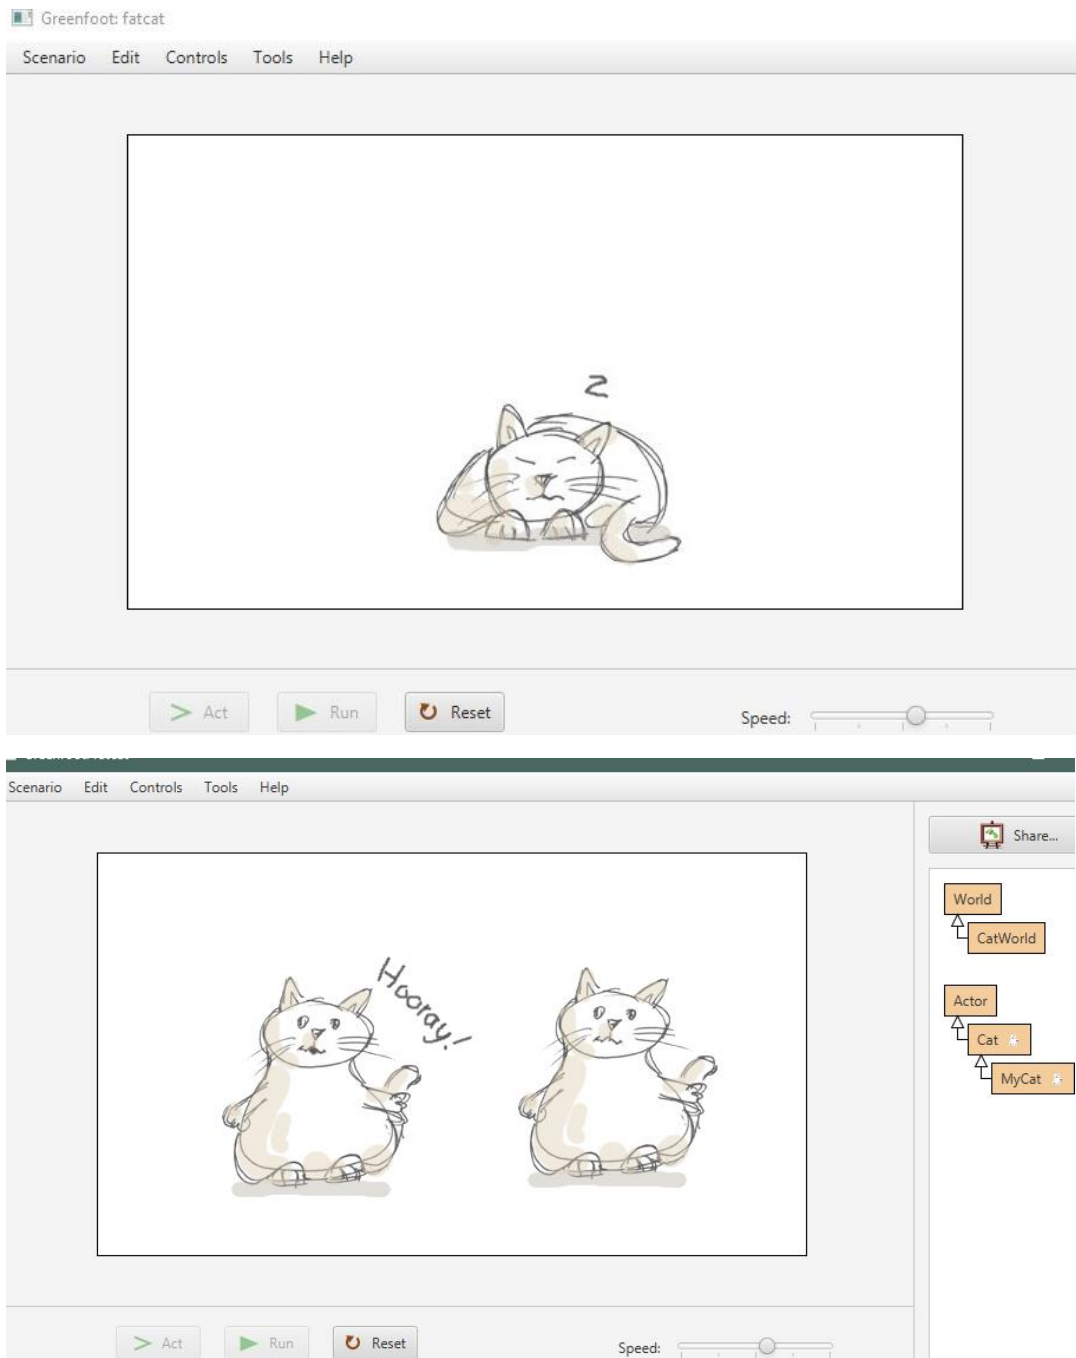 Greenfoot: fatcat
Scenario Edit Controls Tools Help
z
> Act Run Reset Speed:
Scenario Edit Controls Tools Help
Share...
World
CatWorld
Hooray!
Actor
Cat
MyCat
Act Run Reset Speed: